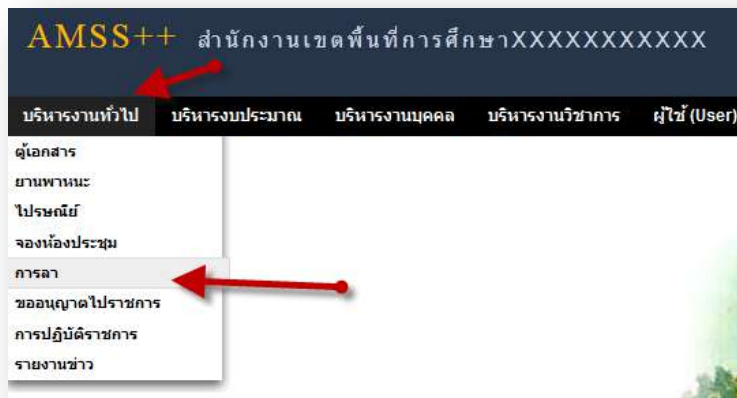 AMSS++ สำนักงานเขตพื้นที่การศึกษาXXXXXXXXXXX
บริหารงานทั่วไป บริหารงบประมาณ บริหารงานบุคคล บริหารงานวิชาการ ผู้ใช้ (User)
ตู้เอกสาร
ยานพาหนะ
ไปรษณีย์
จองห้องประชุม
การลา
ขออนุญาตไปราชการ
การปฏิบัติราชการ
รายงานข่าว